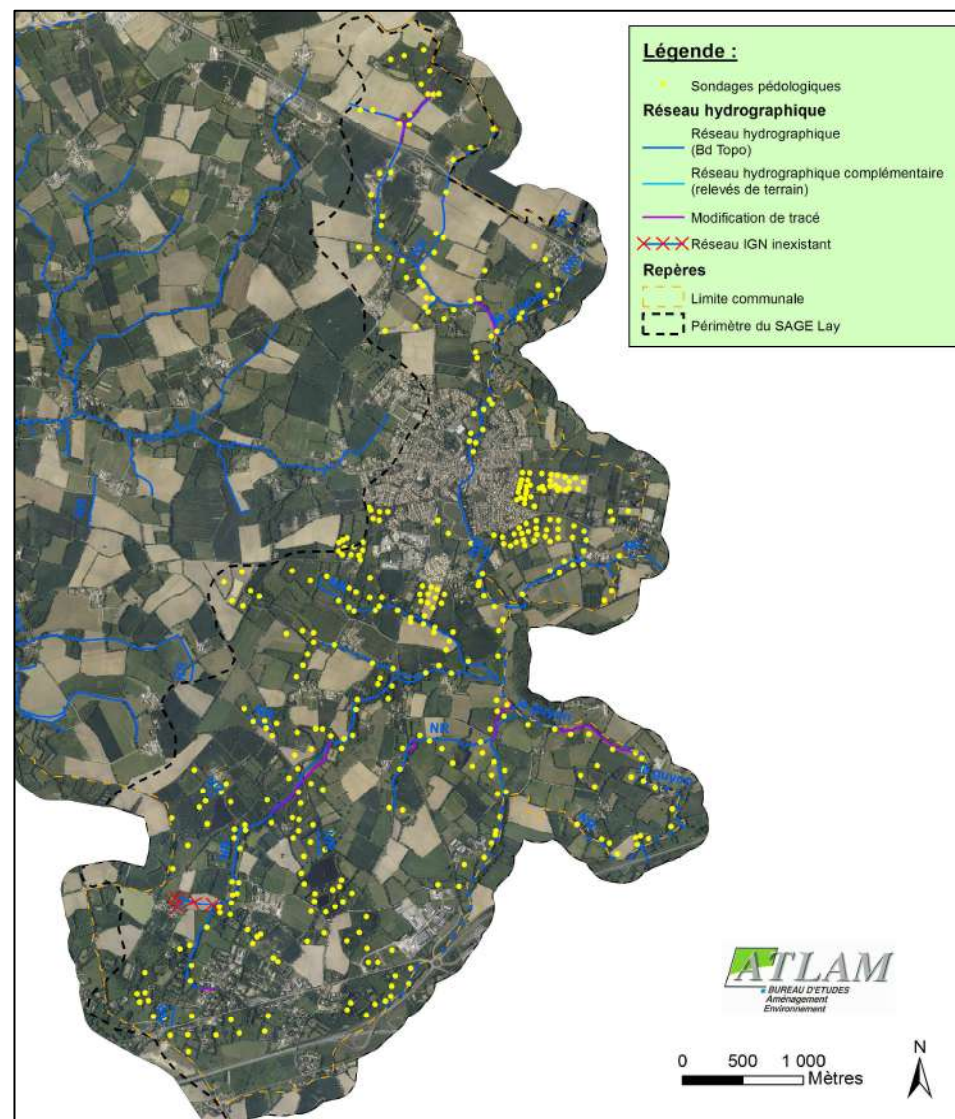 Légende :
Sondages pédologiques
Réseau hydrographique
Réseau hydrographique
(Bd Topo)
Réseau hydrographique complémentaire
(relevés de terrain)
Modification de tracé
Réseau IGN inexistant
Repères
Limite communale
Périmètre du SAGE Lay
NR
ATLAM
BUREAU D'ETUDES
Aménagement
Environnement
0 500 1 000
Mètres
N